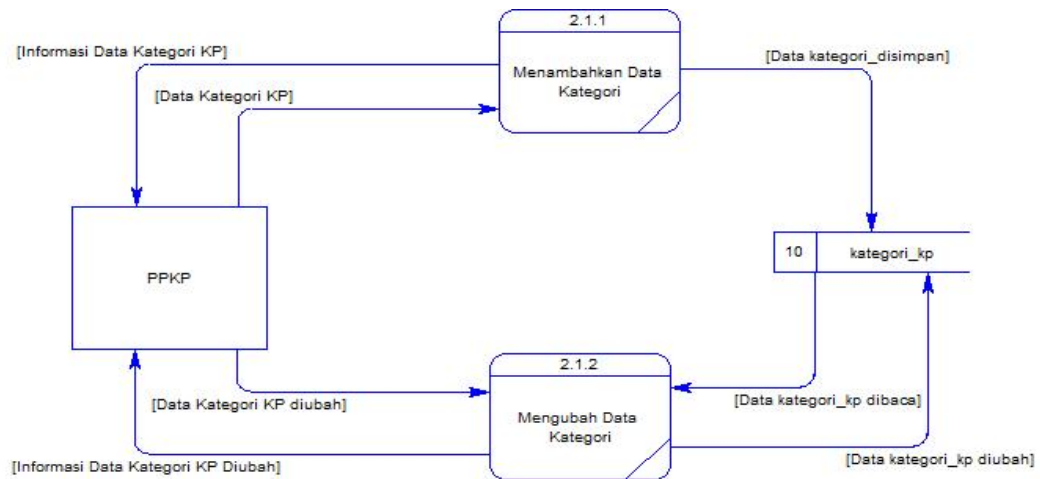 2.1.1
[Informasi Data Kategori KP]
[Data kategori_disimpan]
Menambahkan Data
Kategori
[Data Kategori KP]
10
kategori_kp
PPKP
2.1.2
[Data Kategori KP diubah]
[Data kategori_kp dibaca]
Mengubah Data
Kategori
[Informasi Data Kategori KP Diubah]
[Data kategori_kp diubah]